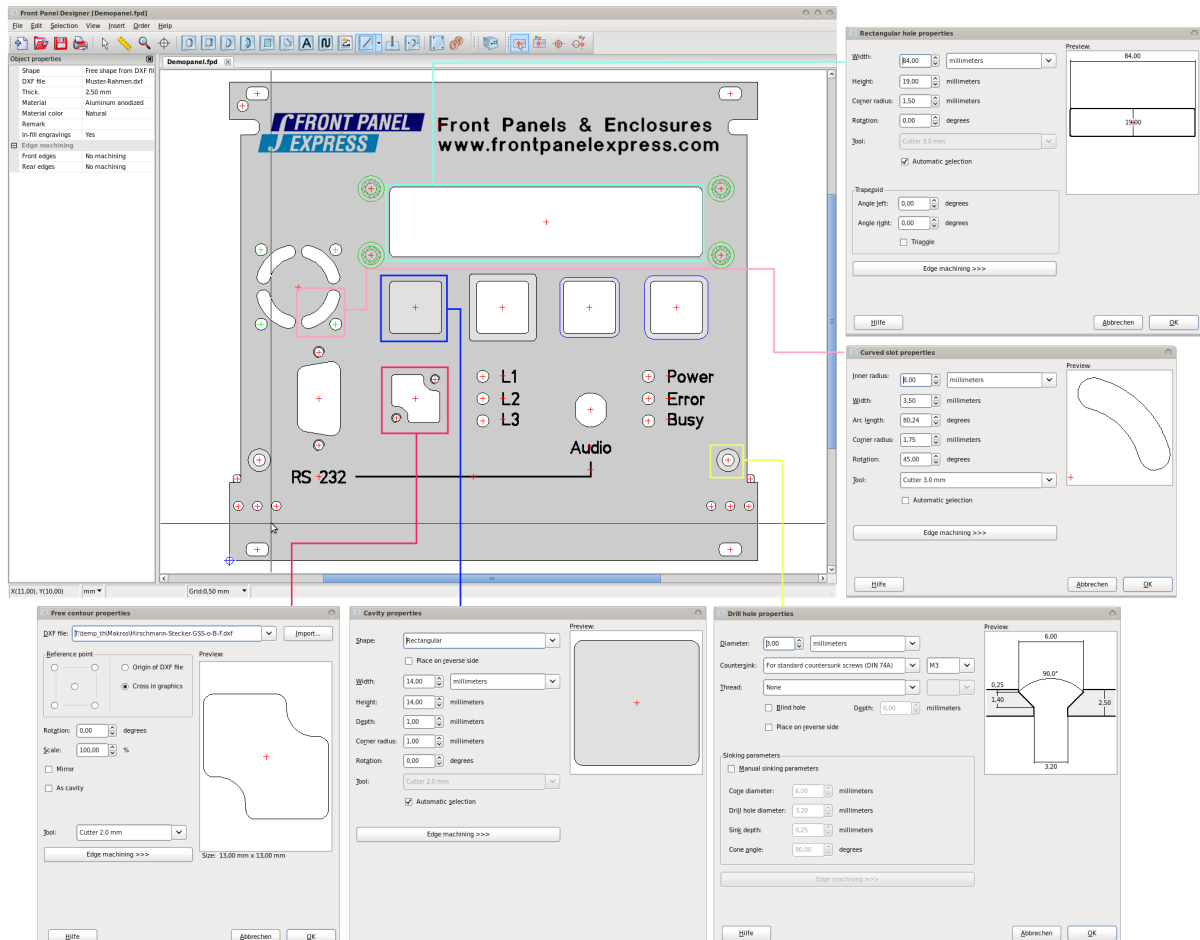 Front Panel Designer [Demopanel.fpd]
File Edit Selection View Insert Order Help
Object properties
Shape Free shape from DXF fil
DXF file Muster-Rahmen.dxf
Thick. 2,50 mm
Material Aluminum anodized
Material color Natural
Remark
In-fill engravings Yes
Edge machining
Front edges No machining
Rear edges No machining
Demopanel.fpd
FRONT PANEL
EXPRESS
Front Panels & Enclosures
www.frontpanelexpress.com
L1
L2
L3
Power
Error
Busy
Audio
RS 232
X(11,00), Y(10,00) mm Grid:0,50 mm
Rectangular hole properties
Width: 84,00 millimeters
Height: 19,00 millimeters
Corner radius: 1,50 millimeters
Rotation: 0,00 degrees
Tool: Cutter 3.0 mm
Automatic selection
Trapezoid
Angle left: 0,00 degrees
Angle right: 0,00 degrees
Triangle
Edge machining >>>
Hilfe Abbrechen OK
Preview:
84,00
19,00
Curved slot properties
Inner radius: 8,00 millimeters
Width: 3,50 millimeters
Arc length: 80,24 degrees
Corner radius: 1,75 millimeters
Rotation: 45,00 degrees
Tool: Cutter 3.0 mm
Automatic selection
Edge machining >>>
Hilfe Abbrechen OK
Preview:
Free contour properties
DXF file: T:\temp_th\Makros\Hirschmann-Stecker-GSS-o-B-F.dxf Import...
Reference point
Origin of DXF file
Cross in graphics
Rotation: 0,00 degrees
Scale: 100,00 %
Mirror
As cavity
Tool: Cutter 2.0 mm
Edge machining >>>
Preview:
Size: 13,00 mm x 13,00 mm
Hilfe Abbrechen OK
Cavity properties
Shape: Rectangular
Place on reverse side
Width: 14,00 millimeters
Height: 14,00 millimeters
Depth: 1,00 millimeters
Corner radius: 1,00 millimeters
Rotation: 0,00 degrees
Tool: Cutter 2.0 mm
Automatic selection
Edge machining >>>
Preview:
Drill hole properties
Diameter: 3,00 millimeters
Countersink: For standard countersunk screws (DIN 74A) M3
Thread: None
Blind hole Depth: 0,00 millimeters
Place on reverse side
Sinking parameters
Manual sinking parameters
Cone diameter: 6,00 millimeters
Drill hole diameter: 3,20 millimeters
Sink depth: 0,25 millimeters
Cone angle: 90,00 degrees
Edge machining >>>
Hilfe Abbrechen OK
Preview:
6,00
90,0°
0,25
1,40
2,50
3,20